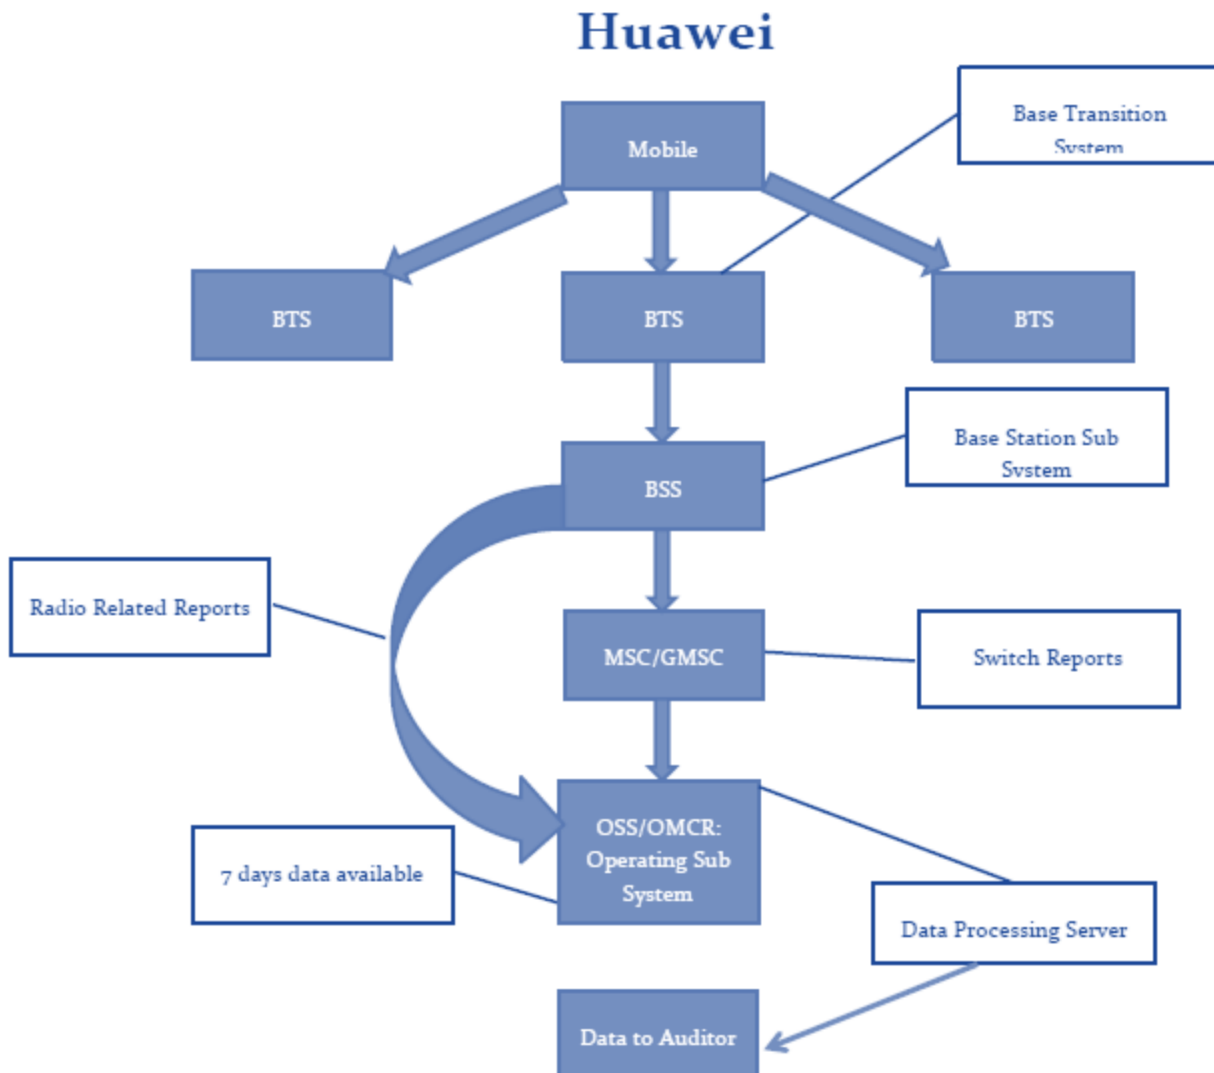 Huawei
Base Transition
System
Mobile
BTS
BTS
BTS
Base Station Sub
System
BSS
Radio Related Reports
MSC/GMSC
Switch Reports
OSS/OMCR:
Operating Sub
System
7 days data available
Data Processing Server
Data to Auditor